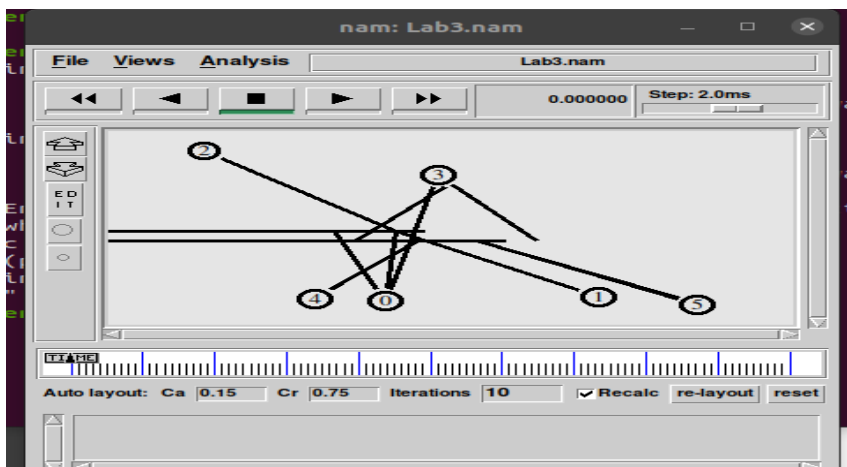 nam: Lab3.nam
File Views Analysis Lab3.nam
0.000000 Step: 2.0ms
2
3
E D
I T
4 0 1 5
TIME
Auto layout: Ca 0.15 Cr 0.75 Iterations 10 Recalc re-layout reset